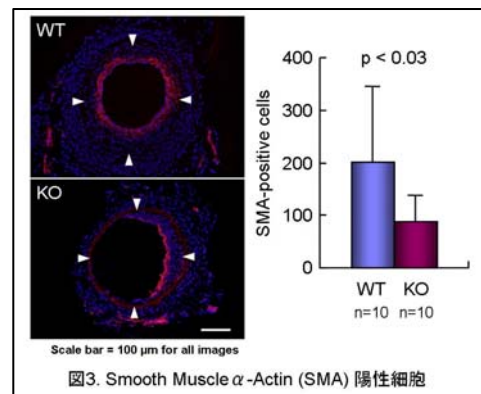 WT
KO
Scale bar = 100 µm for all images
p < 0.03
SMA-positive cells
400
300
200
100
0
WT KO
n=10 n=10
図3. Smooth Muscle α-Actin (SMA) 陽性細胞